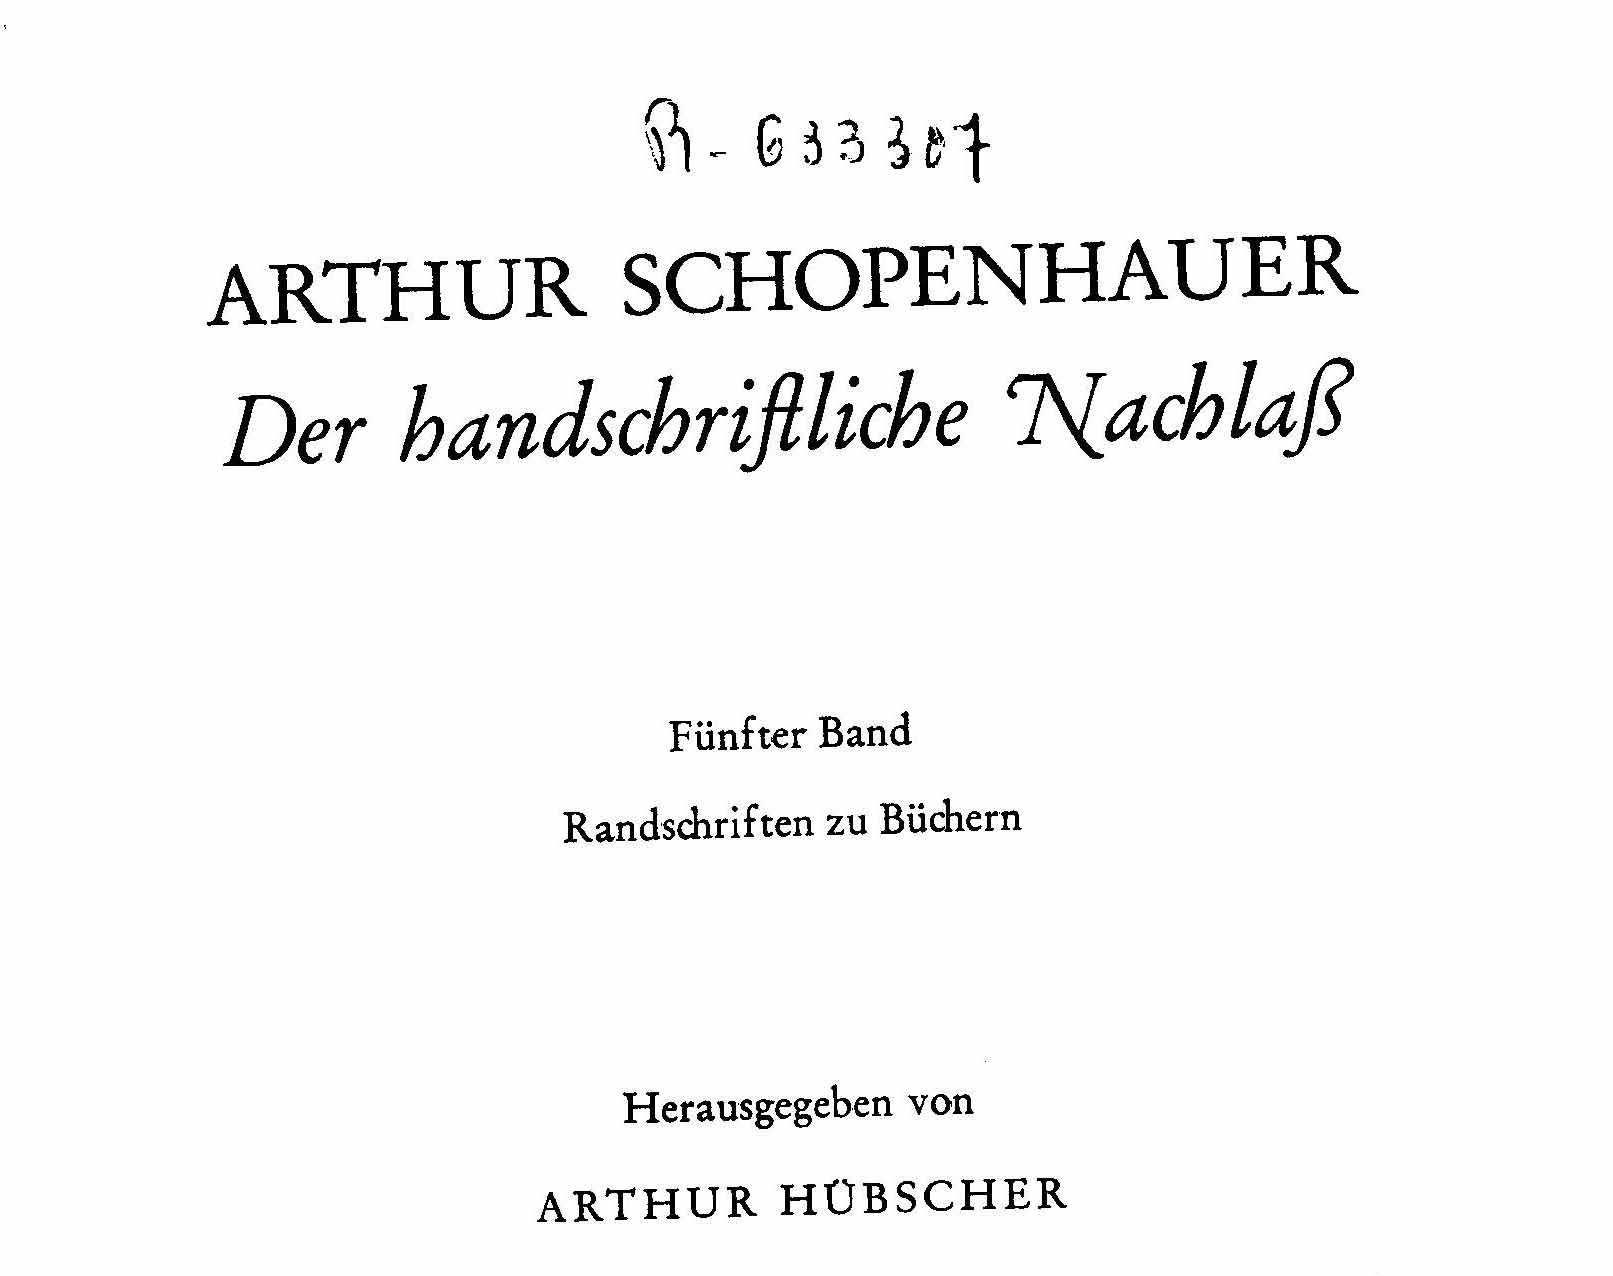 R-633307
ARTHUR SCHOPENHAUER
Der handschriftliche Nachlaß
Fünfter Band
Randschriften zu Büchern
Herausgegeben von
ARTHUR HÜBSCHER